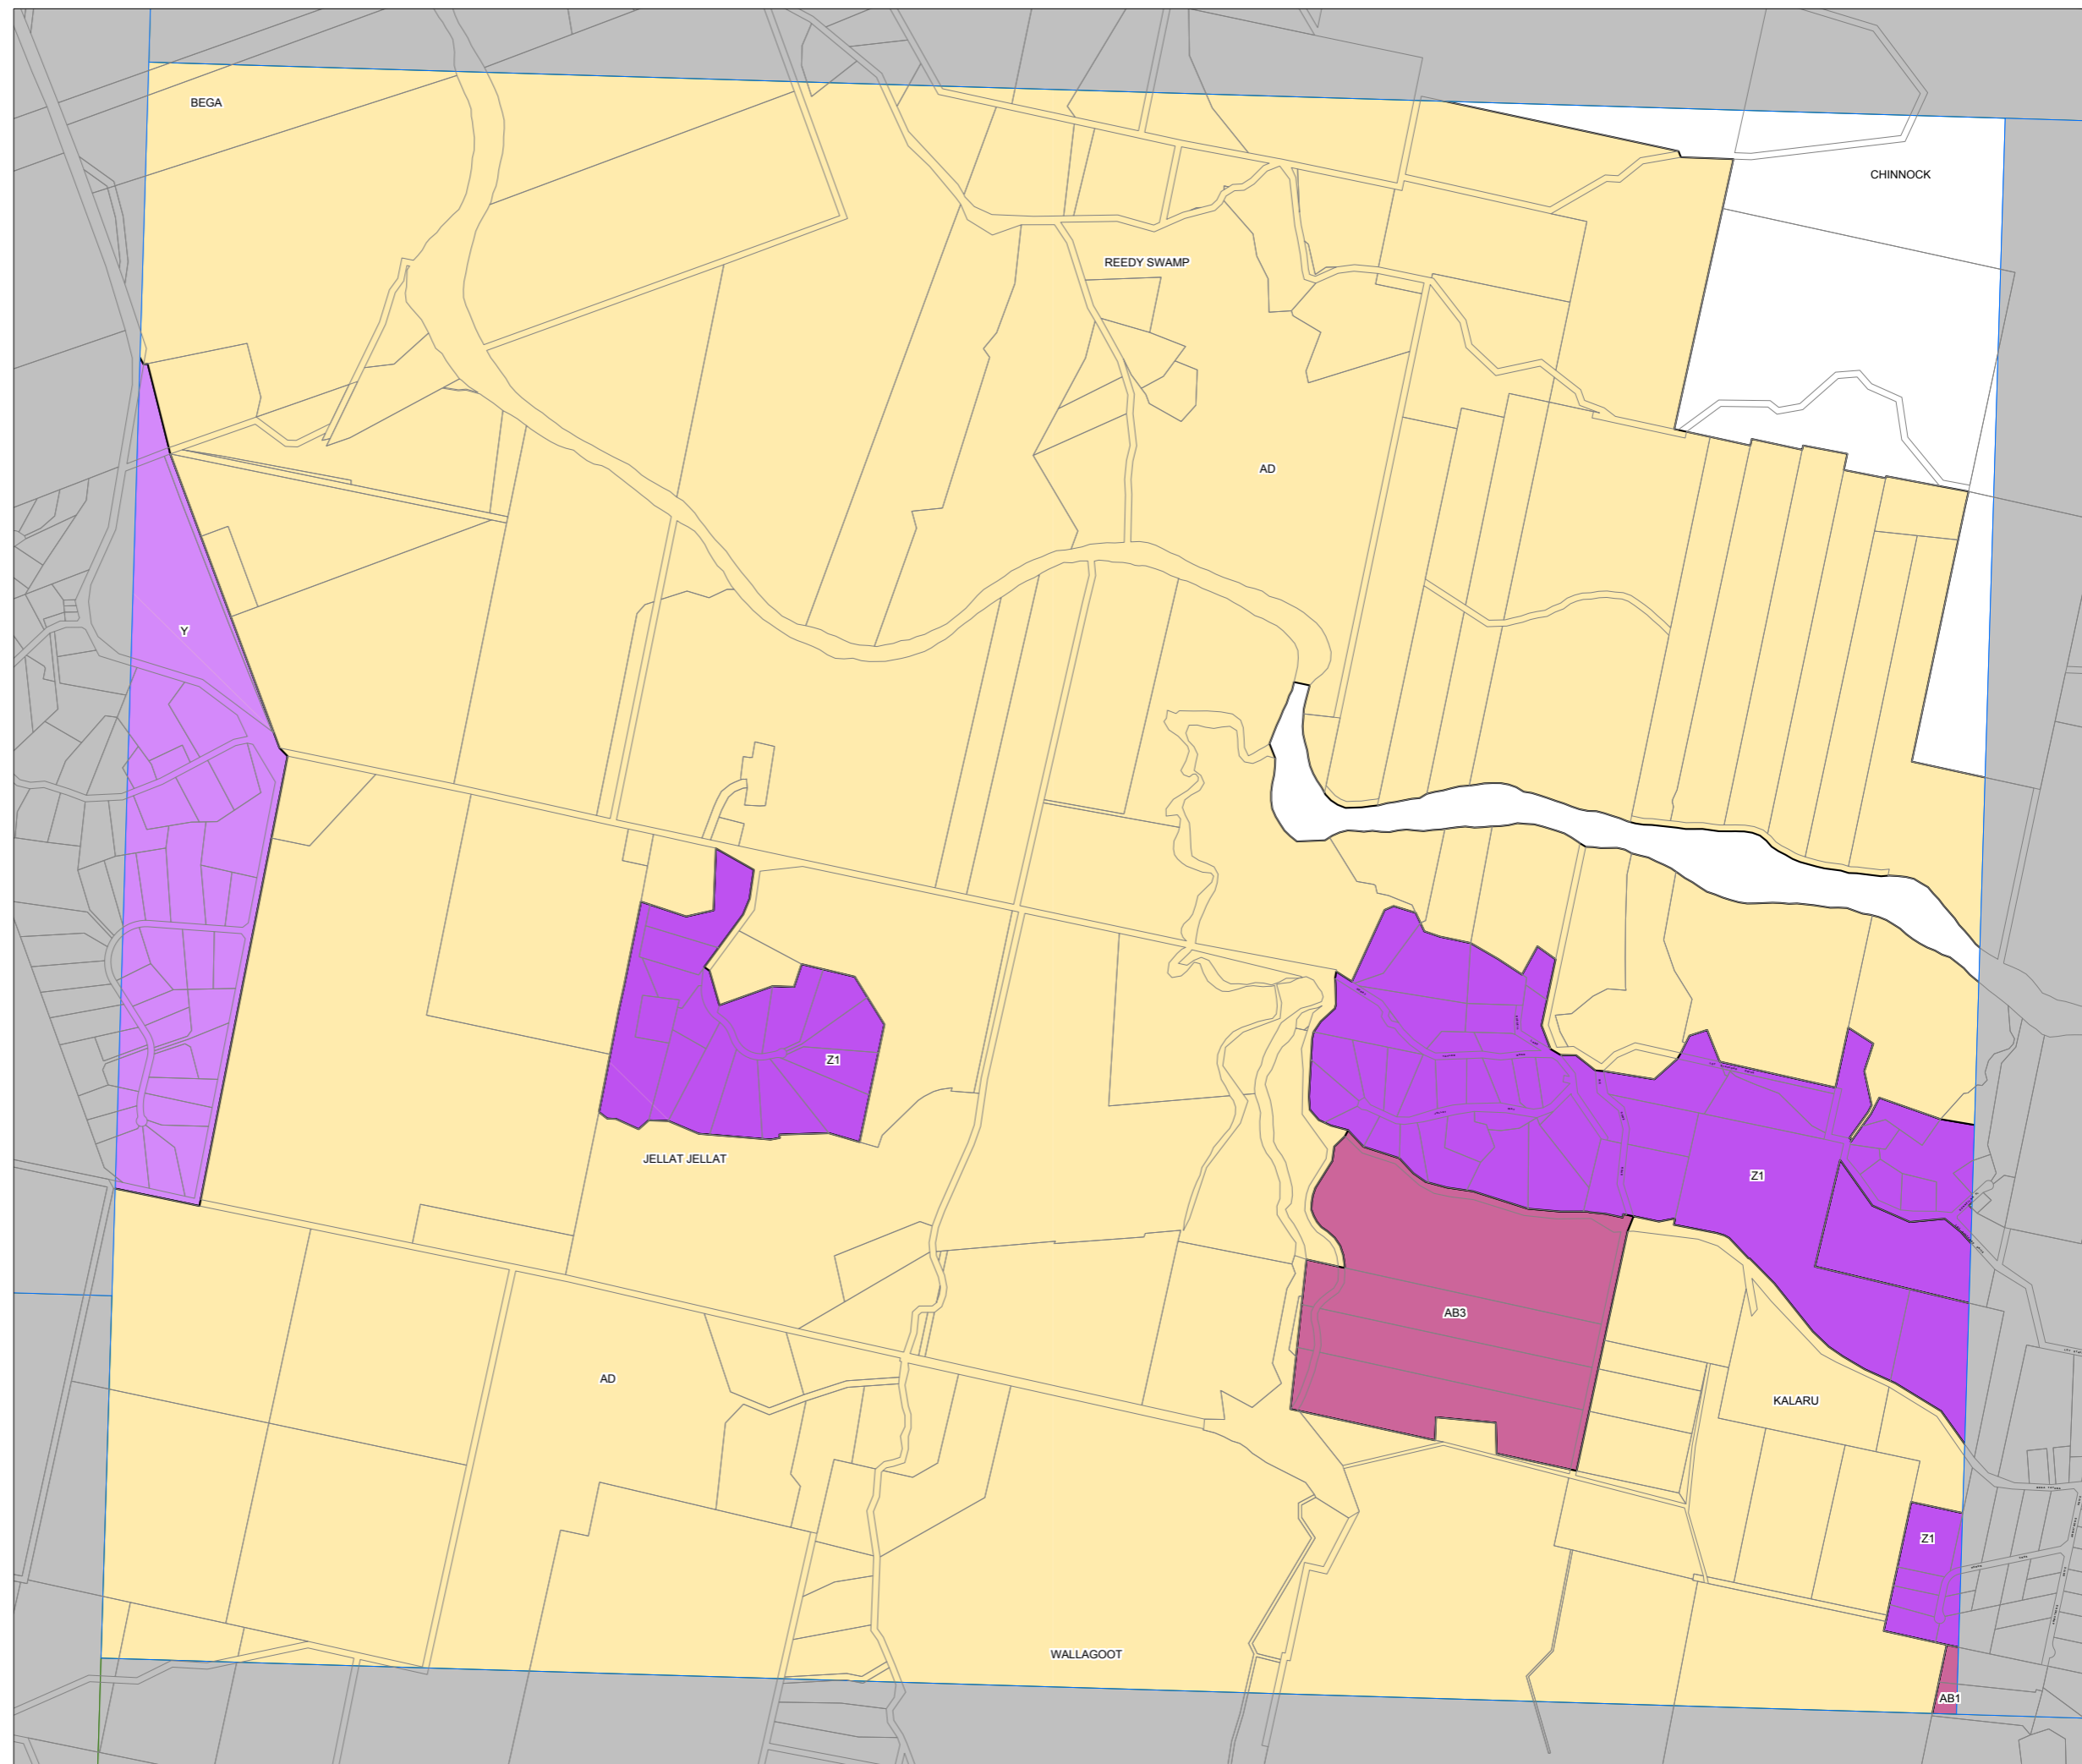 BEGA
CHINNOCK
REEDY SWAMP
AD
Y
Z1
JELLAT JELLAT
Z1
AB3
AD
KALARU
Z1
WALLAGOOT
AB1